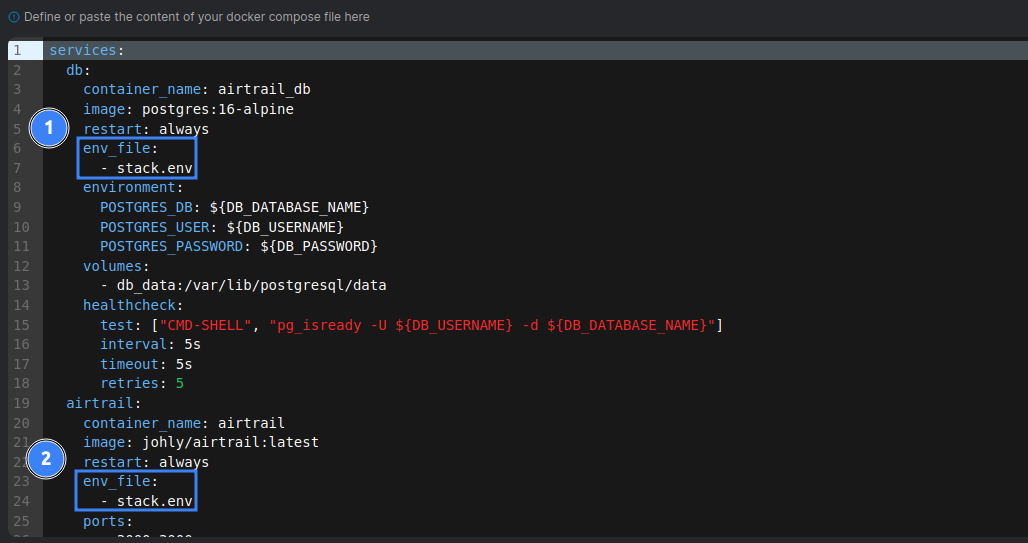 Define or paste the content of your docker compose file here
1 services:
2 db:
3 container_name: airtrail_db
4 image: postgres:16-alpine
5 restart: always
1
6 env_file:
7 - stack.env
8 environment:
9 POSTGRES_DB: ${DB_DATABASE_NAME}
10 POSTGRES_USER: ${DB_USERNAME}
11 POSTGRES_PASSWORD: ${DB_PASSWORD}
12 volumes:
13 - db_data:/var/lib/postgresql/data
14 healthcheck:
15 test: ["CMD-SHELL", "pg_isready -U ${DB_USERNAME} -d ${DB_DATABASE_NAME}"]
16 interval: 5s
17 timeout: 5s
18 retries: 5
19 airtrail:
20 container_name: airtrail
21 image: johly/airtrail:latest
22 restart: always
2
23 env_file:
24 - stack.env
25 ports: